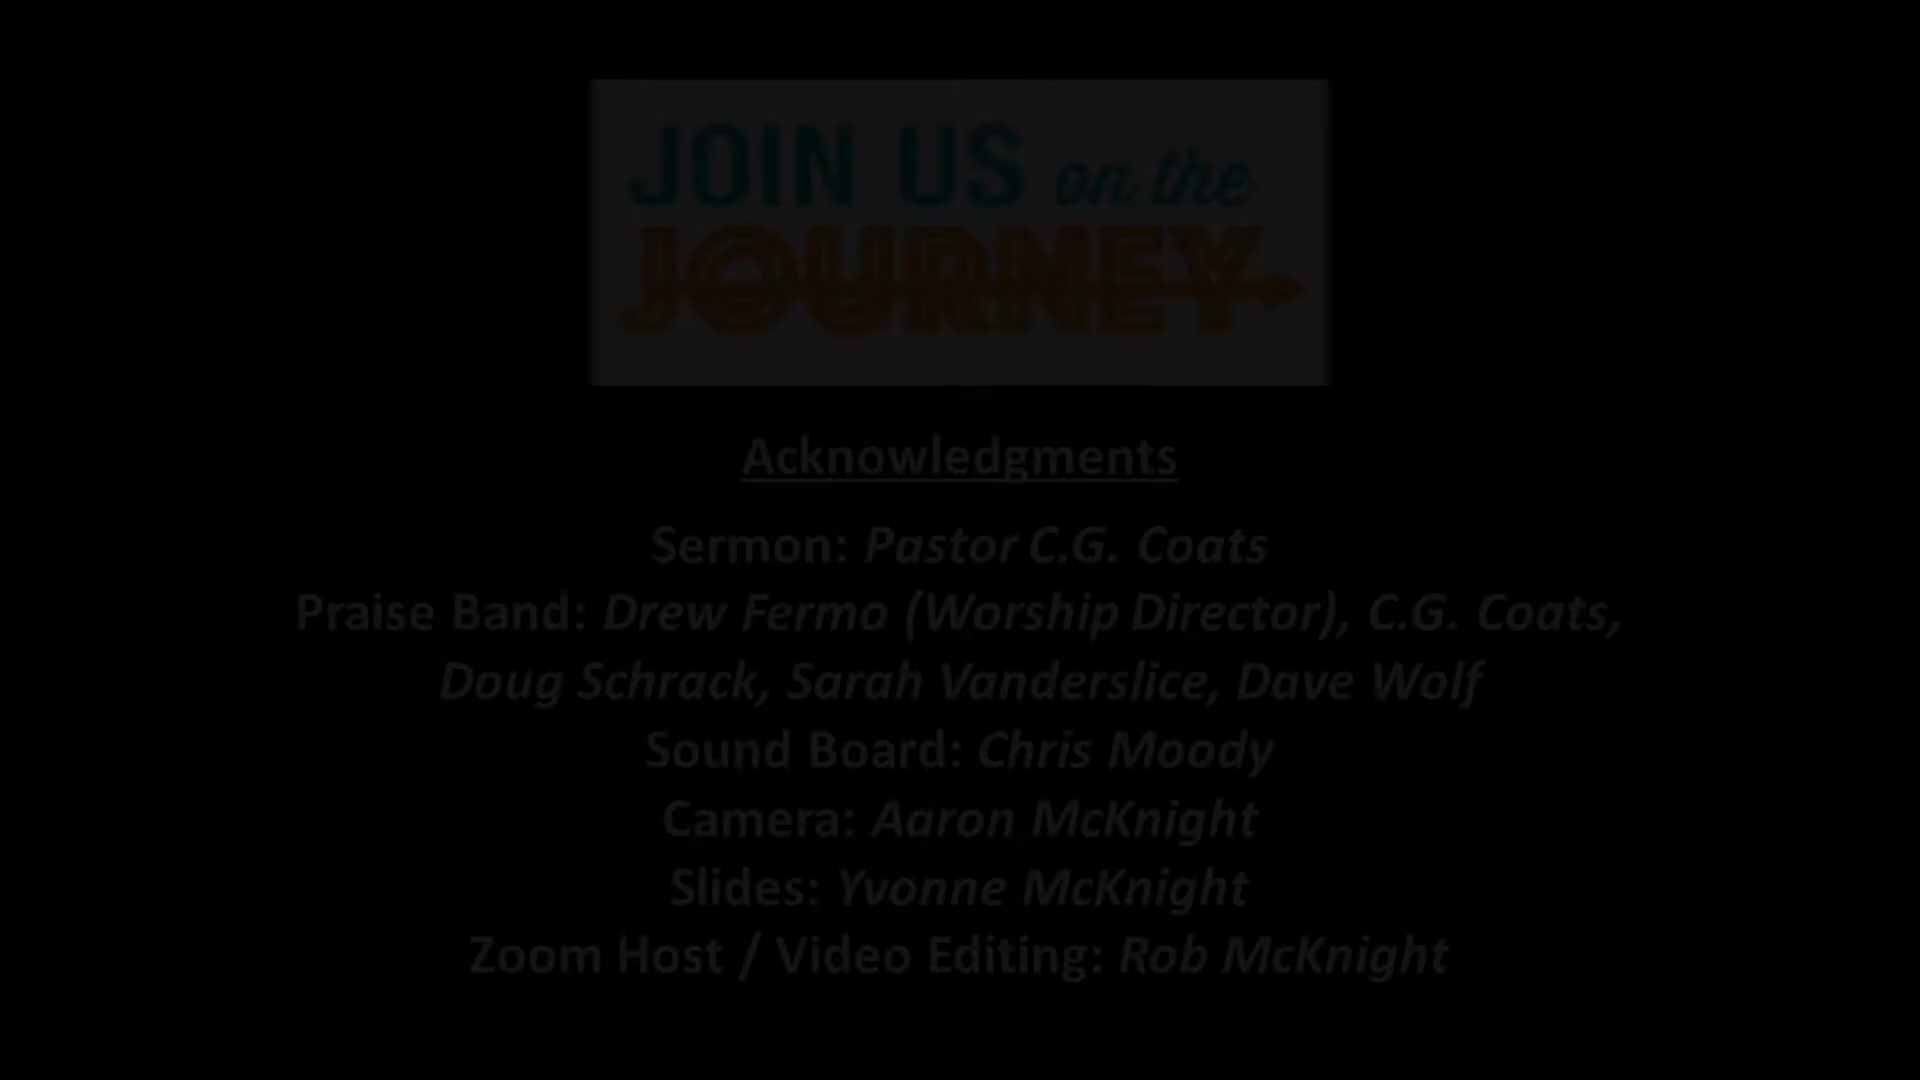 JOIN US on the
JOURNEY
Acknowledgments
Sermon: Pastor C.G. Coats
Praise Band: Drew Fermo (Worship Director), C.G. Coats,
Doug Schrack, Sarah Vanderslice, Dave Wolf
Sound Board: Chris Moody
Camera: Aaron McKnight
Slides: Yvonne McKnight
Zoom Host / Video Editing: Rob McKnight